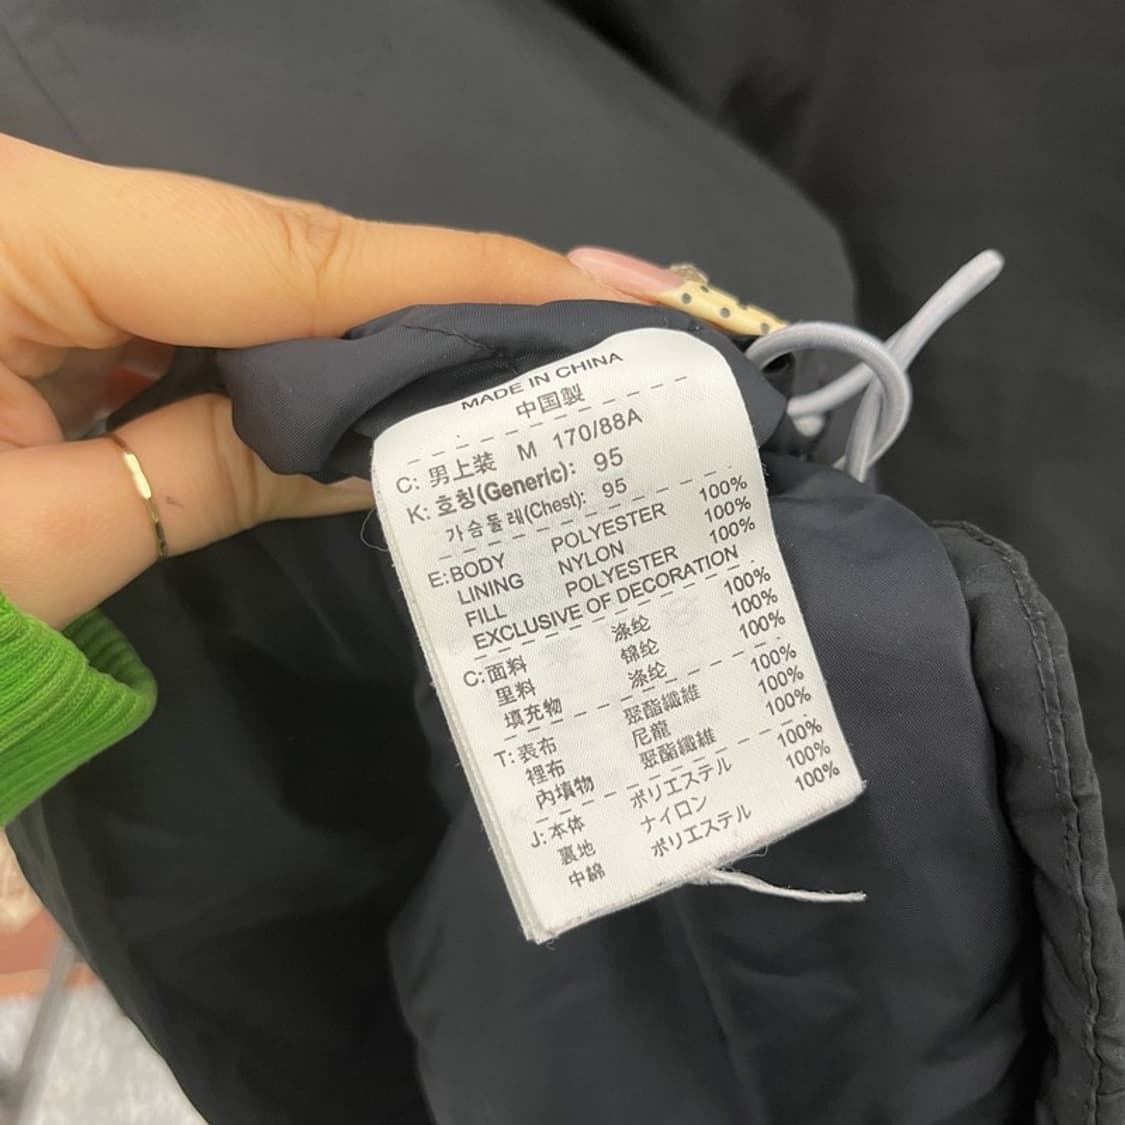 MADE IN CHINA
中国製
C: 男上装 M 170/88A
K: 호칭(Generic): 95
가슴둘레(Chest): 95
E: BODY POLYESTER 100%
LINING NYLON 100%
FILL POLYESTER 100%
EXCLUSIVE OF DECORATION
C: 面料 涤纶 100%
里料 锦纶 100%
填充物 涤纶 100%
T: 表布 聚酯纖維 100%
裡布 尼龍 100%
內填物 聚酯纖維 100%
J: 本体 ポリエステル 100%
裏地 ナイロン 100%
中綿 ポリエステル 100%